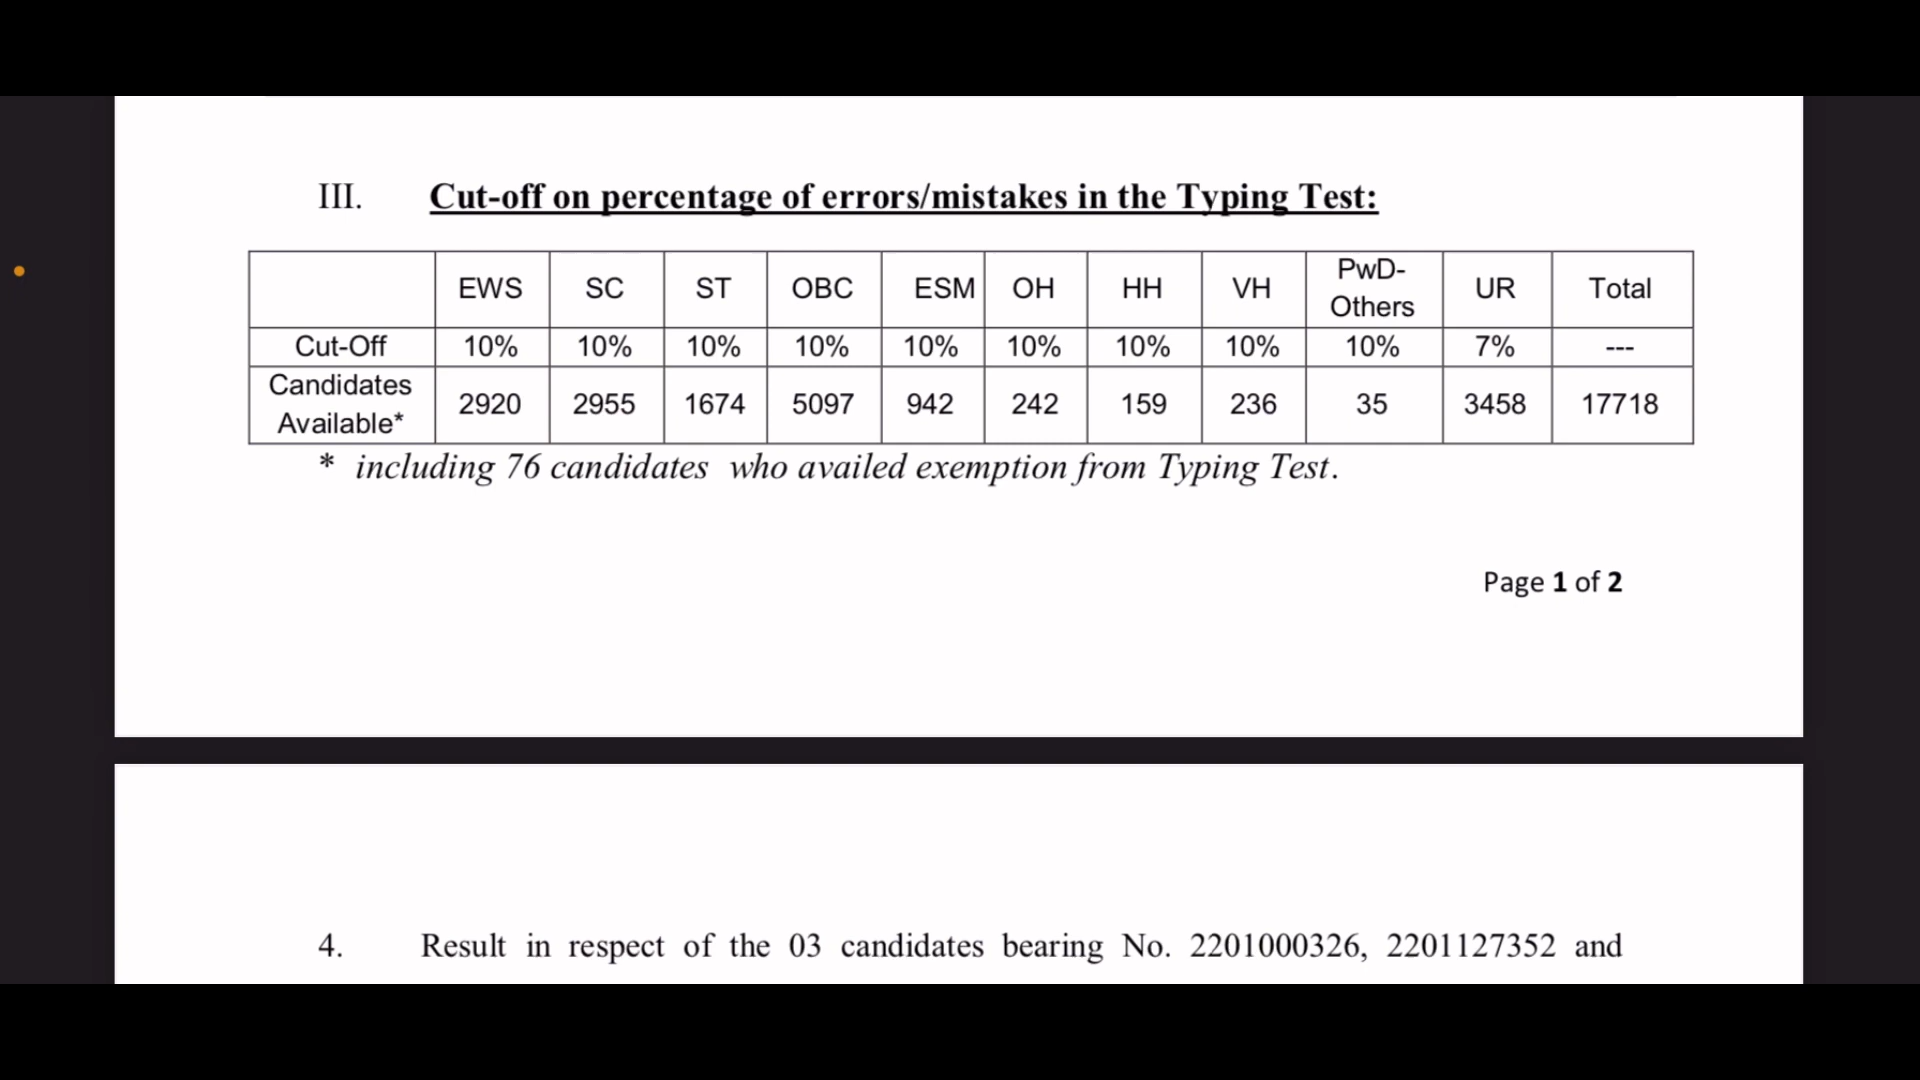 III. Cut-off on percentage of errors/mistakes in the Typing Test:
EWS SC ST OBC ESM OH HH VH PwD-Others UR Total
Cut-Off 10% 10% 10% 10% 10% 10% 10% 10% 10% 7% ---
Candidates Available* 2920 2955 1674 5097 942 242 159 236 35 3458 17718
* including 76 candidates who availed exemption from Typing Test.
Page 1 of 2
4. Result in respect of the 03 candidates bearing No. 2201000326, 2201127352 and